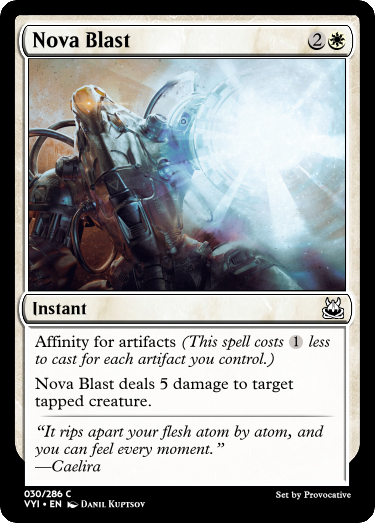 Nova Blast 2
Instant
Affinity for artifacts (This spell costs 1 less
to cast for each artifact you control.)
Nova Blast deals 5 damage to target
tapped creature.
“It rips apart your flesh atom by atom, and
you can feel every moment.”
—Caelira
030/286 C
VYI • EN Danil Kuptsov
Set by Provocative